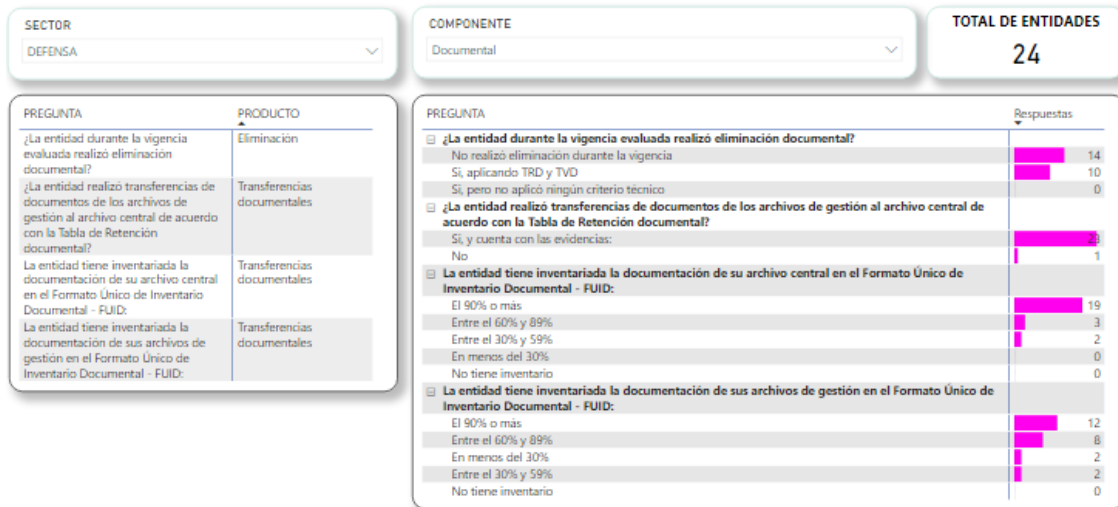 SECTOR
DEFENSA
COMPONENTE
Documental
TOTAL DE ENTIDADES
24
PREGUNTA PRODUCTO
¿La entidad durante la vigencia Eliminación
evaluada realizó eliminación
documental?
¿La entidad realizó transferencias de Transferencias
documentos de los archivos de documentales
gestión al archivo central de acuerdo
con la Tabla de Retención
documental?
La entidad tiene inventariada la Transferencias
documentación de su archivo central documentales
en el Formato Único de Inventario
Documental - FUID:
La entidad tiene inventariada la Transferencias
documentación de sus archivos de documentales
gestión en el Formato Único de
Inventario Documental - FUID:
PREGUNTA Respuestas
¿La entidad durante la vigencia evaluada realizó eliminación documental?
No realizó eliminación durante la vigencia 14
Si, aplicando TRD y TVD 10
Si, pero no aplicó ningún criterio técnico 0
¿La entidad realizó transferencias de documentos de los archivos de gestión al archivo central de
acuerdo con la Tabla de Retención documental?
Si, y cuenta con las evidencias: 23
No 1
La entidad tiene inventariada la documentación de su archivo central en el Formato Único de
Inventario Documental - FUID:
El 90% o más 19
Entre el 60% y 89% 3
Entre el 30% y 59% 2
En menos del 30% 0
No tiene inventario 0
La entidad tiene inventariada la documentación de sus archivos de gestión en el Formato Único de
Inventario Documental - FUID:
El 90% o más 12
Entre el 60% y 89% 8
En menos del 30% 2
Entre el 30% y 59% 2
No tiene inventario 0